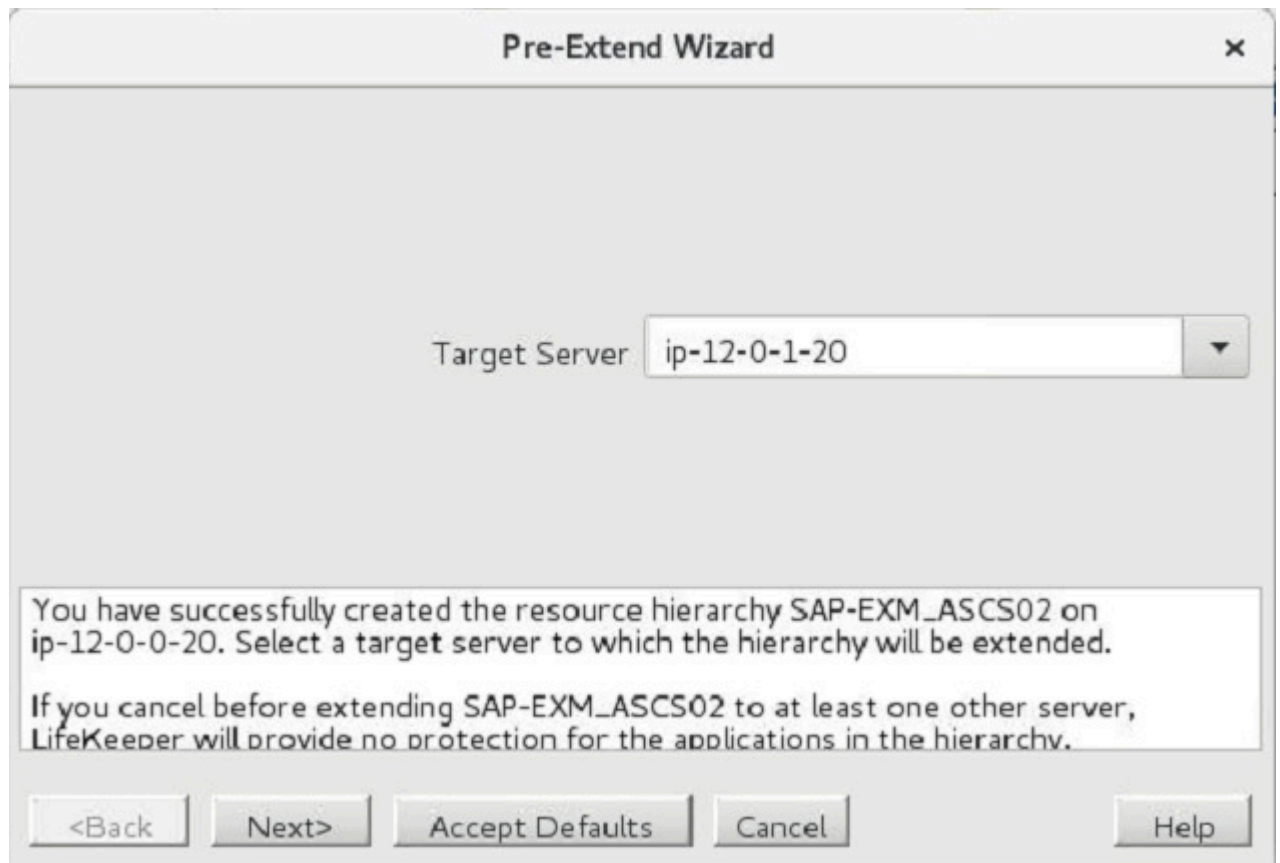 Pre-Extend Wizard
Target Server ip-12-0-1-20
You have successfully created the resource hierarchy SAP-EXM_ASCS02 on
ip-12-0-0-20. Select a target server to which the hierarchy will be extended.
If you cancel before extending SAP-EXM_ASCS02 to at least one other server,
LifeKeeper will provide no protection for the applications in the hierarchy.
<Back Next> Accept Defaults Cancel Help